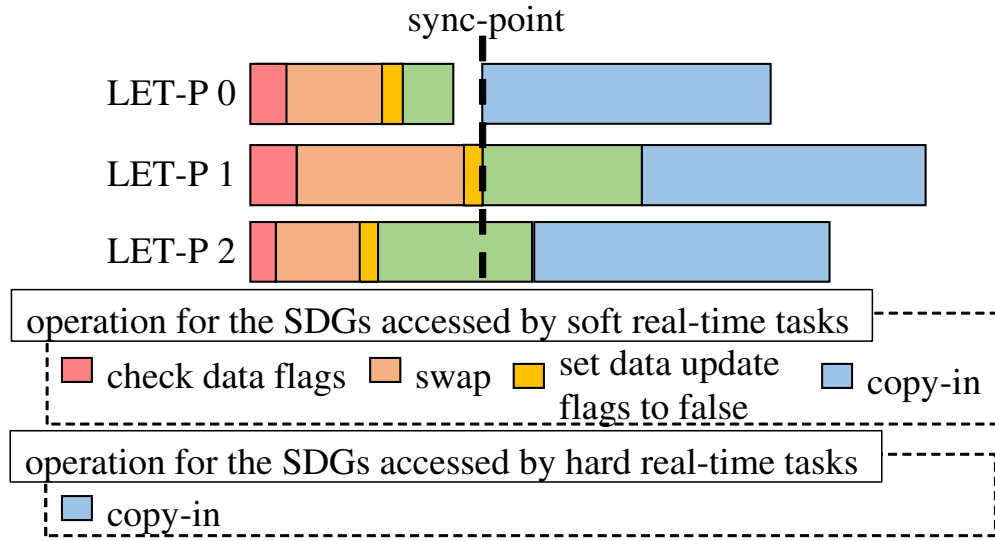 sync-point
LET-P 0
LET-P 1
LET-P 2
operation for the SDGs accessed by soft real-time tasks
check data flags
swap
set data update
flags to false
copy-in
operation for the SDGs accessed by hard real-time tasks
copy-in